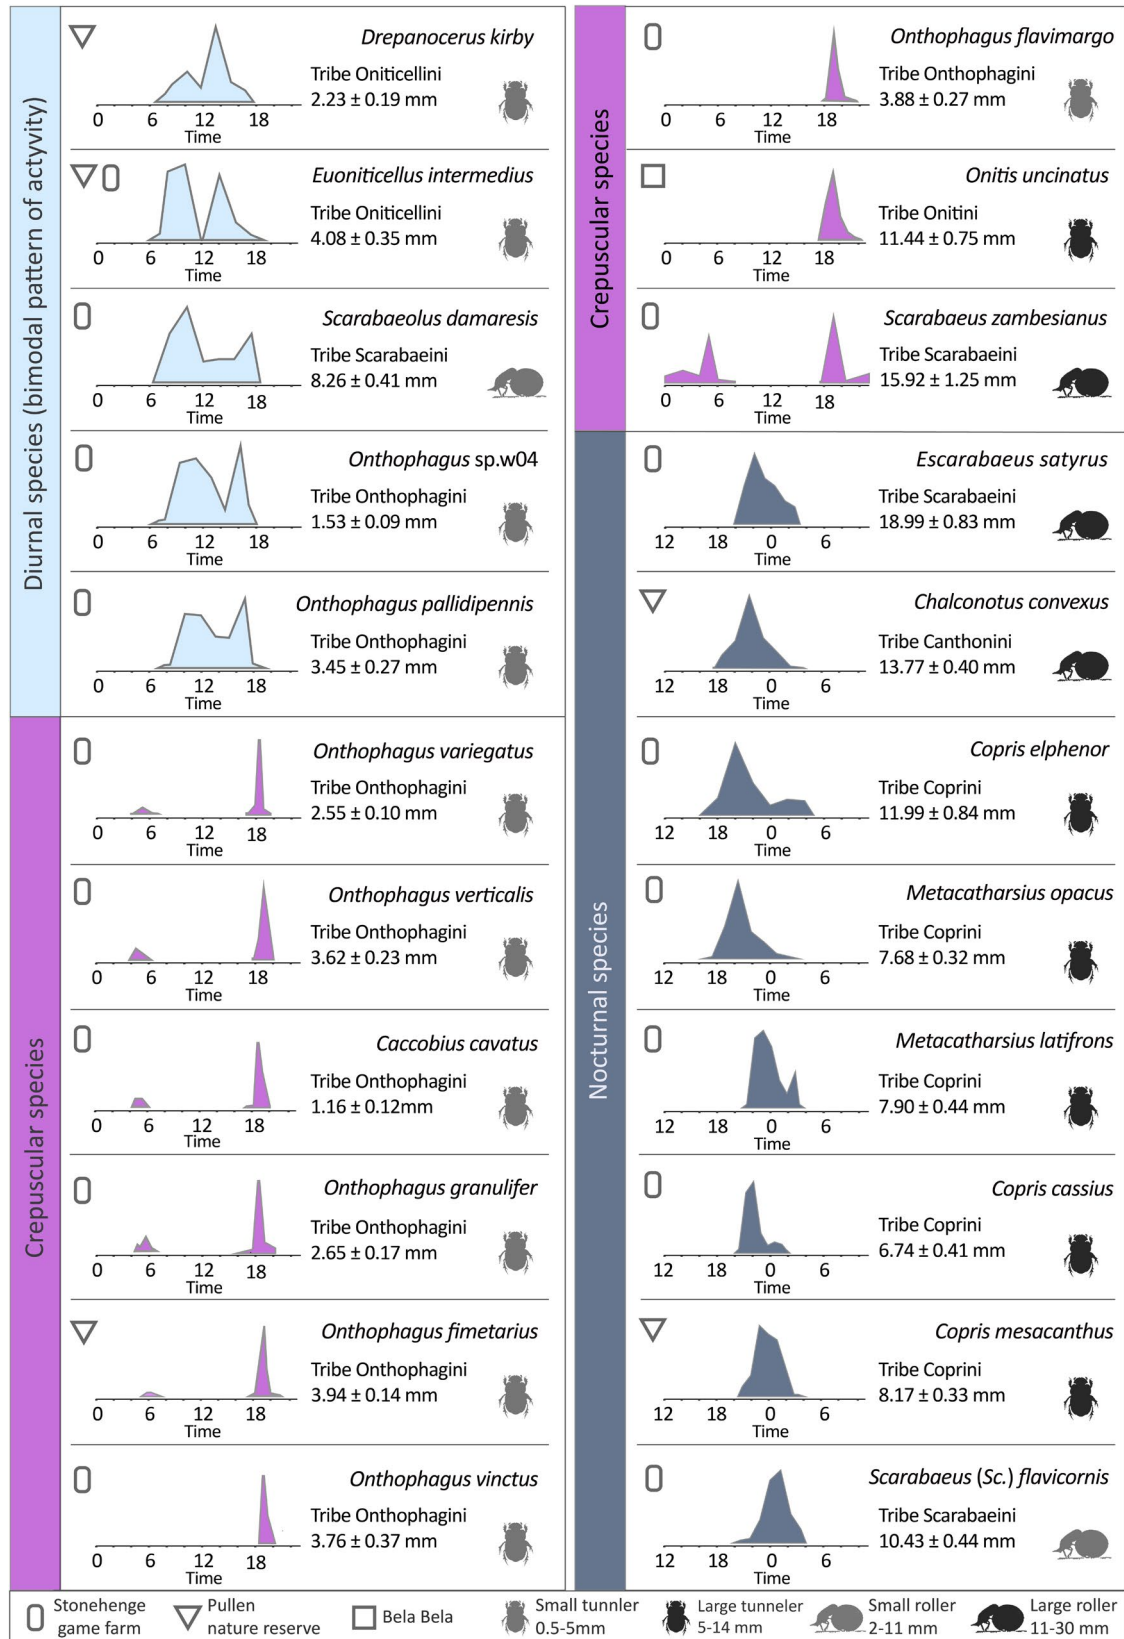 Diurnal species (bimodal pattern of actyvity)
Drepanocerus kirby
Tribe Oniticellini
2.23 ± 0.19 mm
0 6 12 18
Time
Euoniticellus intermedius
Tribe Oniticellini
4.08 ± 0.35 mm
0 6 12 18
Time
Scarabaeolus damaresis
Tribe Scarabaeini
8.26 ± 0.41 mm
0 6 12 18
Time
Onthophagus sp.w04
Tribe Onthophagini
1.53 ± 0.09 mm
0 6 12 18
Time
Onthophagus pallidipennis
Tribe Onthophagini
3.45 ± 0.27 mm
0 6 12 18
Time
Crepuscular species
Onthophagus variegatus
Tribe Onthophagini
2.55 ± 0.10 mm
0 6 12 18
Time
Onthophagus verticalis
Tribe Onthophagini
3.62 ± 0.23 mm
0 6 12 18
Time
Caccobius cavatus
Tribe Onthophagini
1.16 ± 0.12mm
0 6 12 18
Time
Onthophagus granulifer
Tribe Onthophagini
2.65 ± 0.17 mm
0 6 12 18
Time
Onthophagus fimetarius
Tribe Onthophagini
3.94 ± 0.14 mm
0 6 12 18
Time
Onthophagus vinctus
Tribe Onthophagini
3.76 ± 0.37 mm
0 6 12 18
Time
Crepuscular species
Onthophagus flavimargo
Tribe Onthophagini
3.88 ± 0.27 mm
0 6 12 18
Time
Onitis uncinatus
Tribe Onitini
11.44 ± 0.75 mm
0 6 12 18
Time
Scarabaeus zambesianus
Tribe Scarabaeini
15.92 ± 1.25 mm
0 6 12 18
Time
Nocturnal species
Escarabaeus satyrus
Tribe Scarabaeini
18.99 ± 0.83 mm
12 18 0 6
Time
Chalconotus convexus
Tribe Canthonini
13.77 ± 0.40 mm
12 18 0 6
Time
Copris elphenor
Tribe Coprini
11.99 ± 0.84 mm
12 18 0 6
Time
Metacatharsius opacus
Tribe Coprini
7.68 ± 0.32 mm
12 18 0 6
Time
Metacatharsius latifrons
Tribe Coprini
7.90 ± 0.44 mm
12 18 0 6
Time
Copris cassius
Tribe Coprini
6.74 ± 0.41 mm
12 18 0 6
Time
Copris mesacanthus
Tribe Coprini
8.17 ± 0.33 mm
12 18 0 6
Time
Scarabaeus (Sc.) flavicornis
Tribe Scarabaeini
10.43 ± 0.44 mm
12 18 0 6
Time
Stonehenge
game farm
Pullen
nature reserve
Bela Bela
Small tunnler
0.5-5mm
Large tunneler
5-14 mm
Small roller
2-11 mm
Large roller
11-30 mm